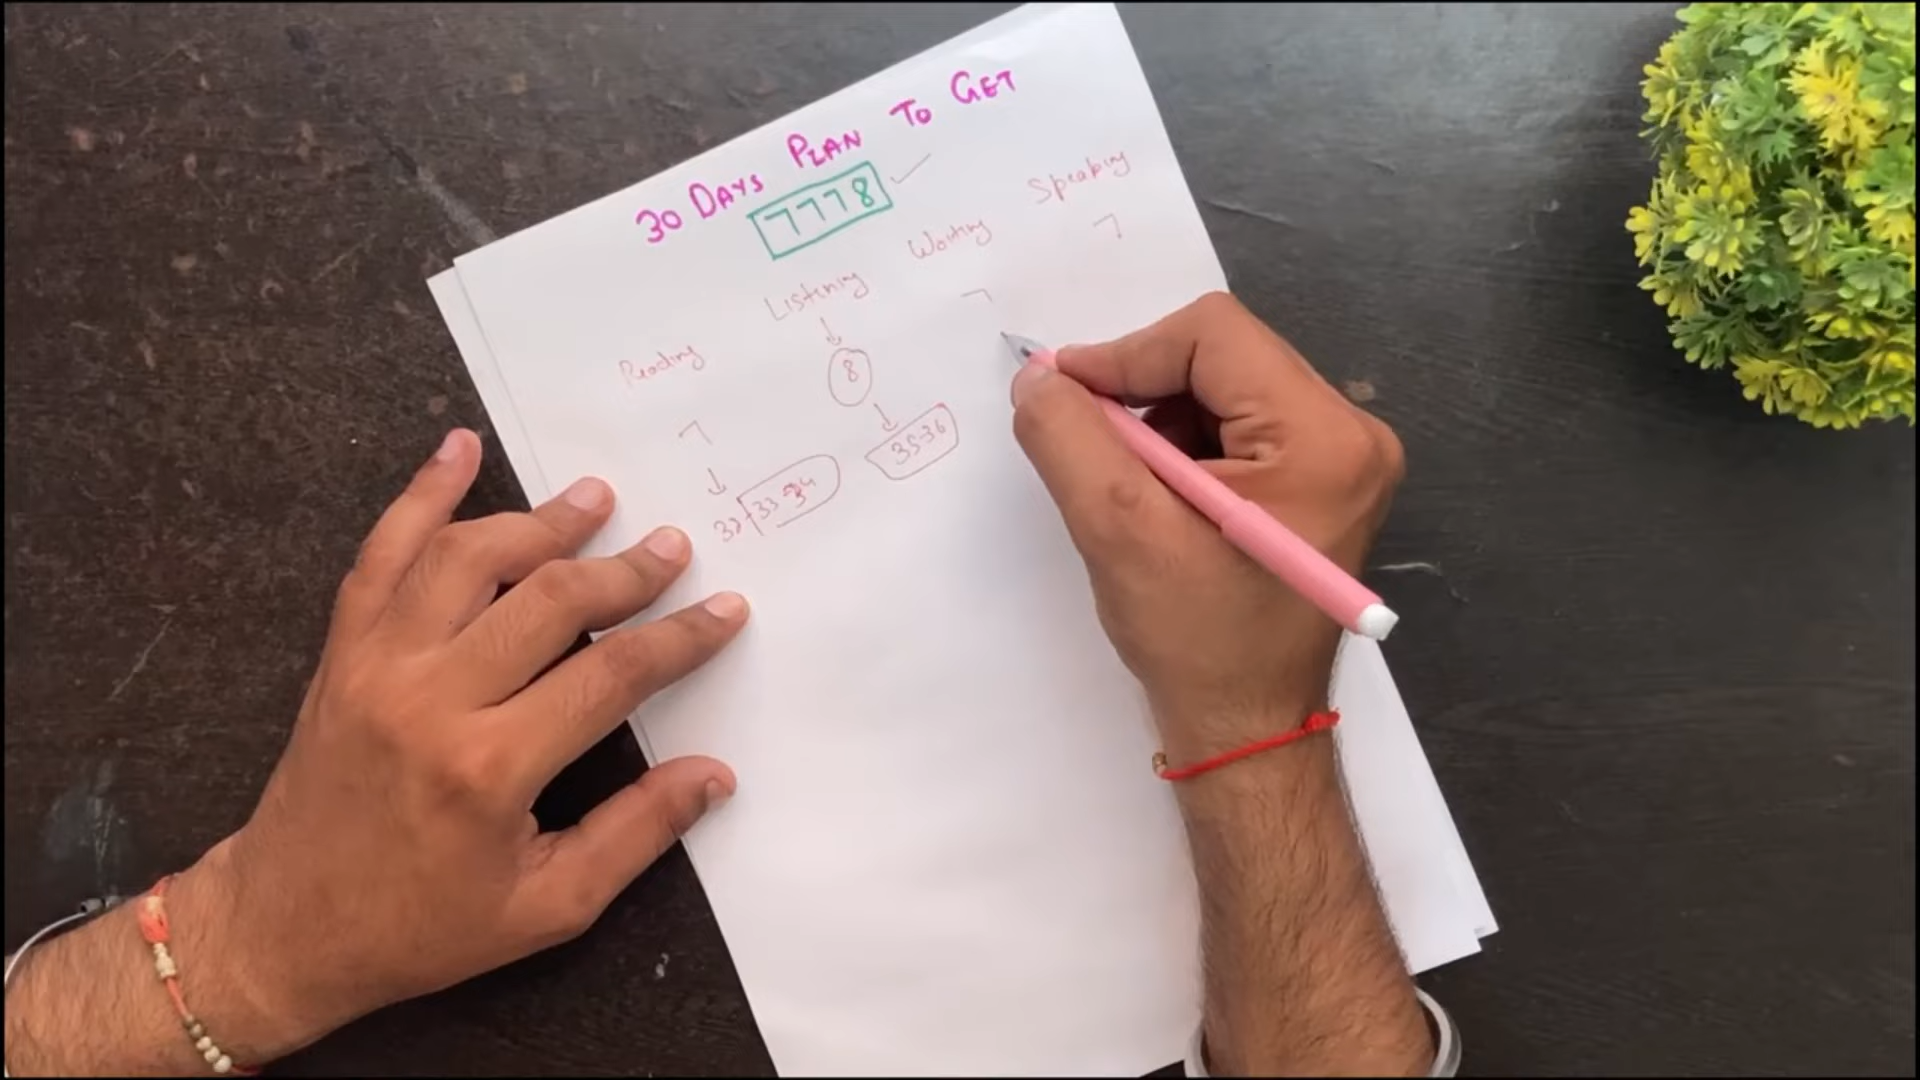 30 DAYS PLAN TO GET
7778
Speaking
7
Writing
7
Listening
8
35-36
Reading
7
33-34